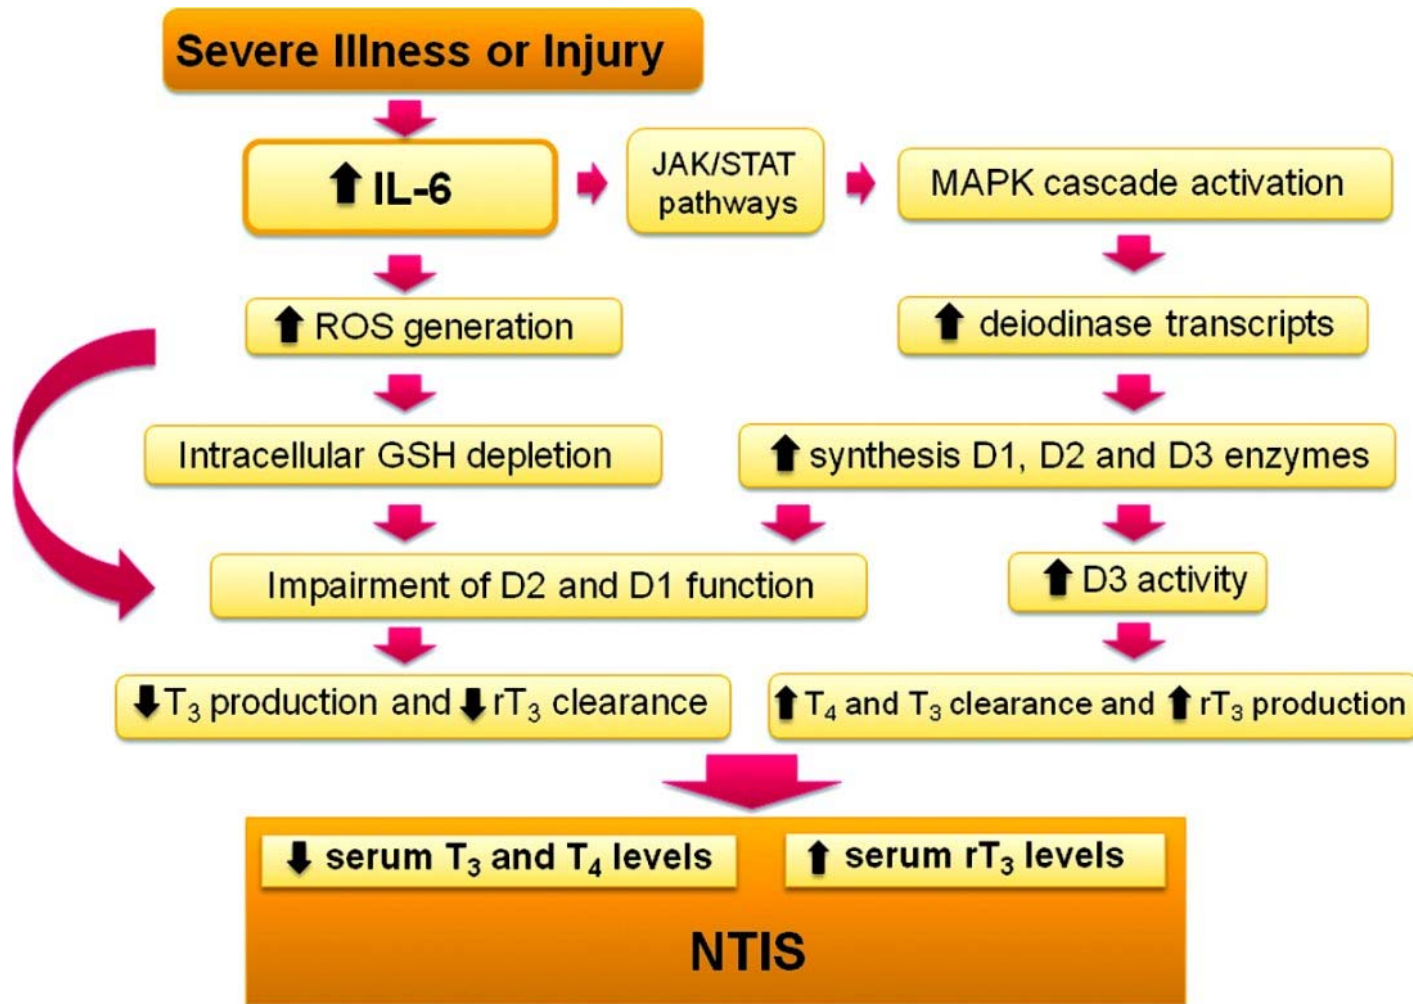 Severe Illness or Injury
⬆ IL-6
JAK/STAT
pathways
MAPK cascade activation
⬆ ROS generation
⬆ deiodinase transcripts
Intracellular GSH depletion
⬆ synthesis D1, D2 and D3 enzymes
Impairment of D2 and D1 function
⬆ D3 activity
⬇ T₃ production and ⬇ rT₃ clearance
⬆ T₄ and T₃ clearance and ⬆ rT₃ production
⬇ serum T₃ and T₄ levels
⬆ serum rT₃ levels
NTIS